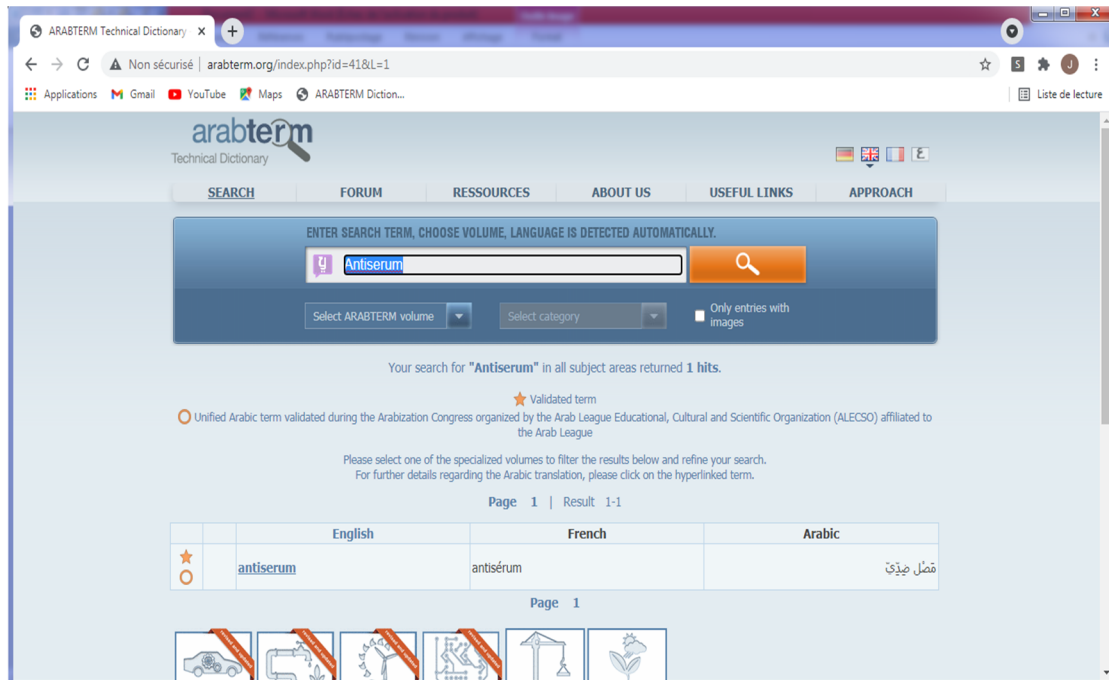 ARABTERM Technical Dictionary
Non sécurisé | arabterm.org/index.php?id=41&L=1
S J
Applications Gmail YouTube Maps ARABTERM Diction... Liste de lecture
arabterm
Technical Dictionary
ع
SEARCH FORUM RESSOURCES ABOUT US USEFUL LINKS APPROACH
ENTER SEARCH TERM, CHOOSE VOLUME, LANGUAGE IS DETECTED AUTOMATICALLY.
Antiserum
Select ARABTERM volume Select category Only entries with
images
Your search for "Antiserum" in all subject areas returned 1 hits.
Validated term
Unified Arabic term validated during the Arabization Congress organized by the Arab League Educational, Cultural and Scientific Organization (ALECSO) affiliated to
the Arab League
Please select one of the specialized volumes to filter the results below and refine your search.
For further details regarding the Arabic translation, please click on the hyperlinked term.
Page 1 | Result 1-1
English French Arabic
antiserum antisérum مَصْل ضِدِّيّ
Page 1